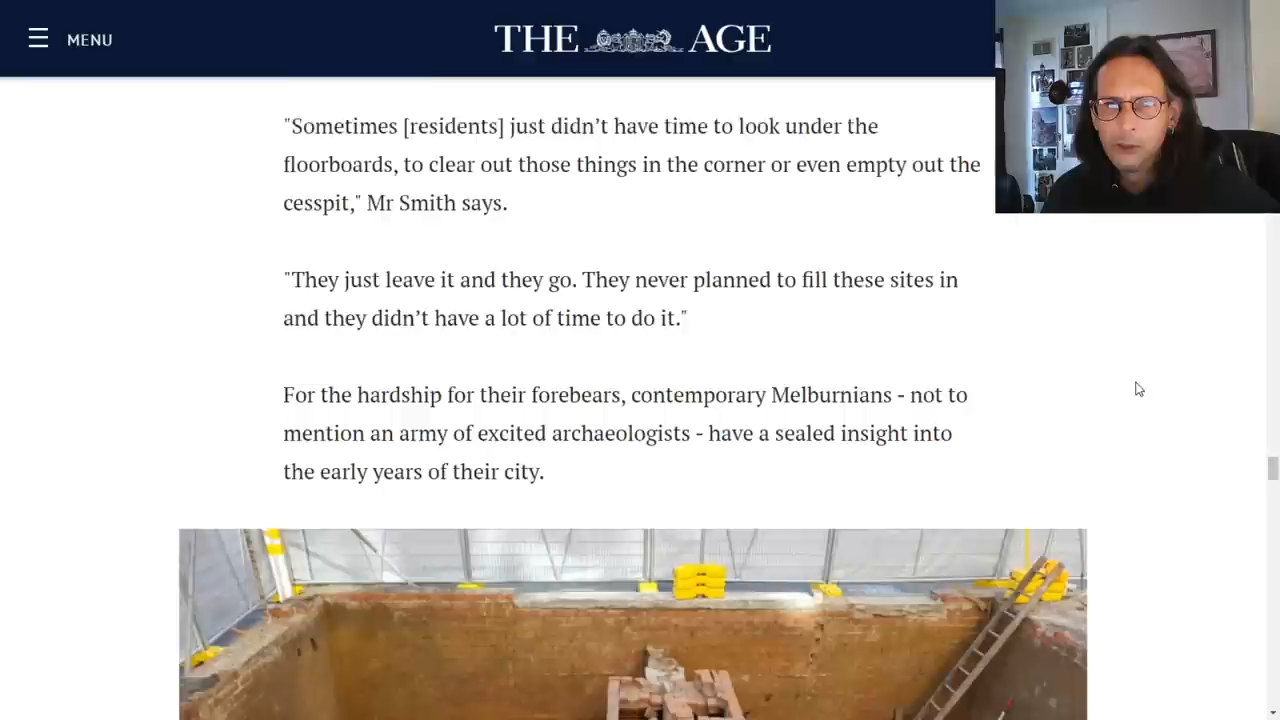 MENU
THE AGE
"Sometimes [residents] just didn’t have time to look under the
floorboards, to clear out those things in the corner or even empty out the
cesspit," Mr Smith says.
"They just leave it and they go. They never planned to fill these sites in
and they didn’t have a lot of time to do it."
For the hardship for their forebears, contemporary Melburnians - not to
mention an army of excited archaeologists - have a sealed insight into
the early years of their city.